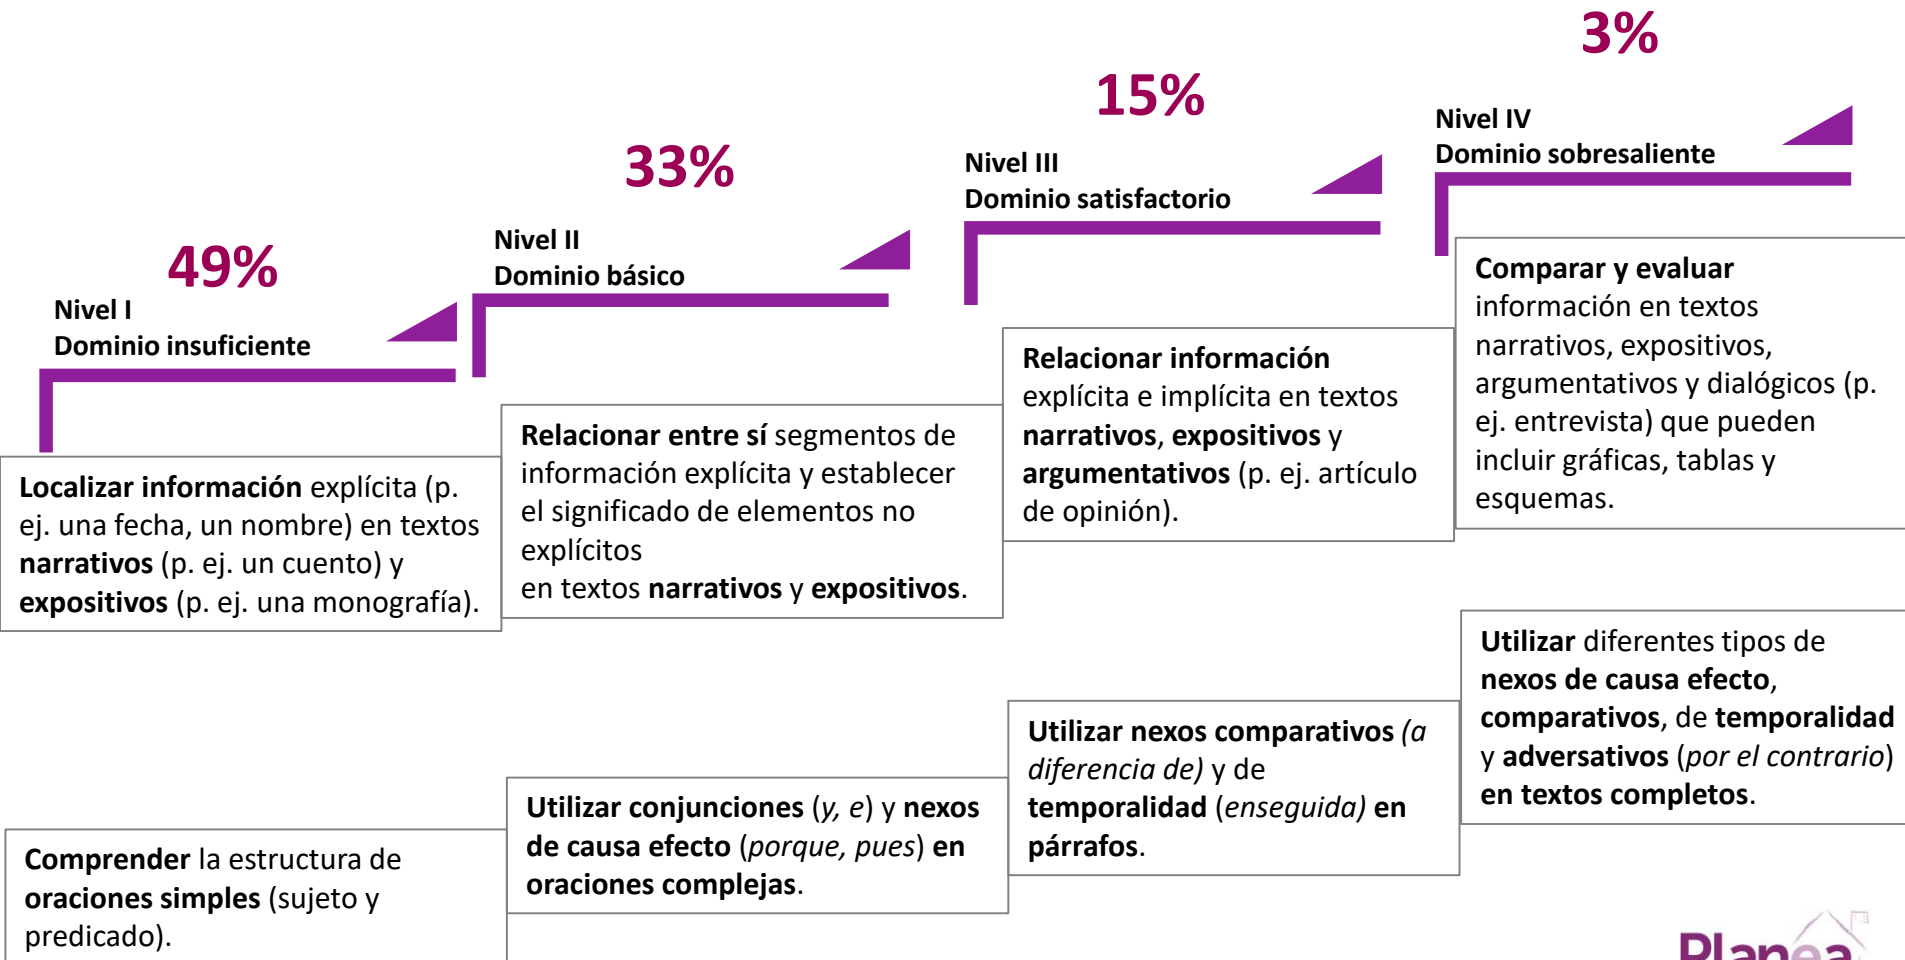 49%
Nivel I
Dominio insuficiente
Localizar información explícita (p.
ej. una fecha, un nombre) en textos
narrativos (p. ej. un cuento) y
expositivos (p. ej. una monografía).
Comprender la estructura de
oraciones simples (sujeto y
predicado).
33%
Nivel II
Dominio básico
Relacionar entre sí segmentos de
información explícita y establecer
el significado de elementos no
explícitos
en textos narrativos y expositivos.
Utilizar conjunciones (y, e) y nexos
de causa efecto (porque, pues) en
oraciones complejas.
15%
Nivel III
Dominio satisfactorio
Relacionar información
explícita e implícita en textos
narrativos, expositivos y
argumentativos (p. ej. artículo
de opinión).
Utilizar nexos comparativos (a
diferencia de) y de
temporalidad (enseguida) en
párrafos.
3%
Nivel IV
Dominio sobresaliente
Comparar y evaluar
información en textos
narrativos, expositivos,
argumentativos y dialógicos (p.
ej. entrevista) que pueden
incluir gráficas, tablas y
esquemas.
Utilizar diferentes tipos de
nexos de causa efecto,
comparativos, de temporalidad
y adversativos (por el contrario)
en textos completos.
Planea